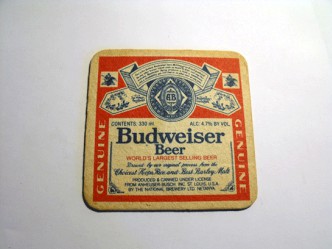 AB
CONTENTS: 330 ml ALC 4.7% BY VOL.
GENUINE
Budweiser
Beer
GENUINE
WORLD'S LARGEST SELLING BEER
Brewed by our original process from the
Choicest Hops, Rice and Best Barley Malt
PRODUCED & CANNED UNDER LICENSE
FROM ANHEUSER-BUSCH INC. ST. LOUIS, U.S.A.
BY THE NATIONAL BREWERY LTD. NETANYA